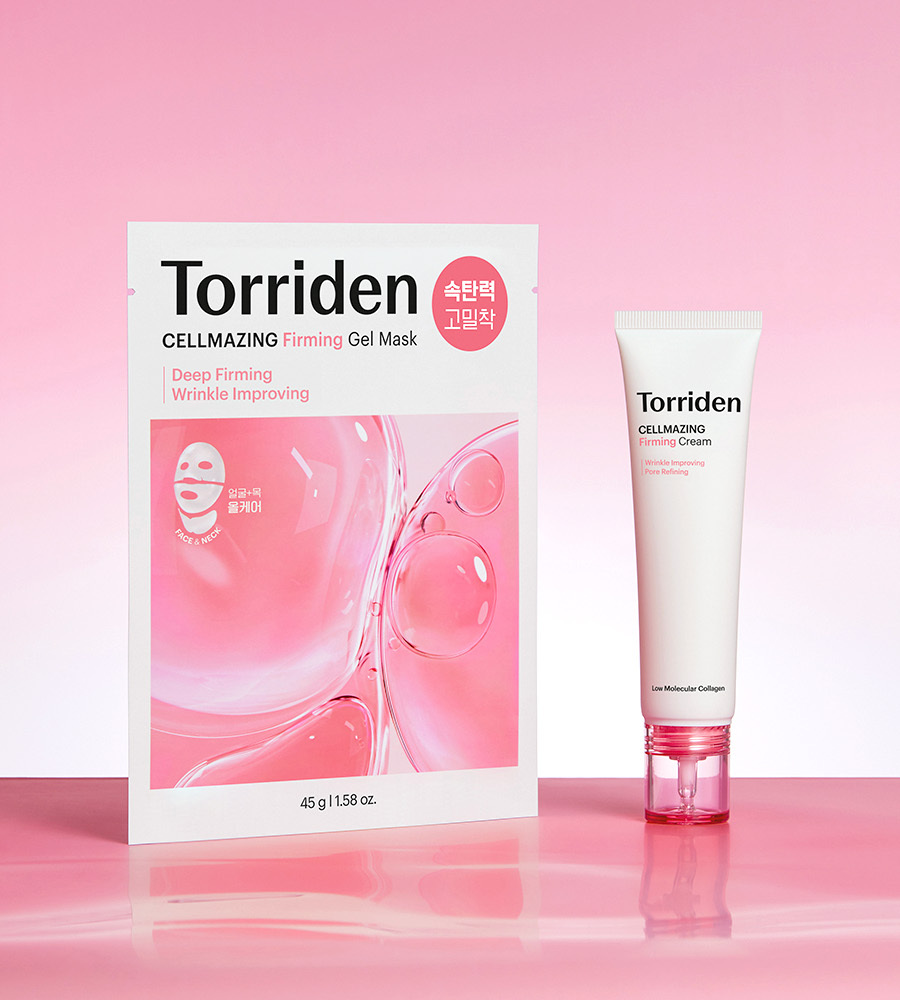 Torriden
속탄력
고밀착
CELLMAZING Firming Gel Mask
Deep Firming
Wrinkle Improving
얼굴+목
올케어
FACE & NECK
45 g | 1.58 oz.
Torriden
CELLMAZING
Firming Cream
Wrinkle Improving
Pore Refining
Low Molecular Collagen